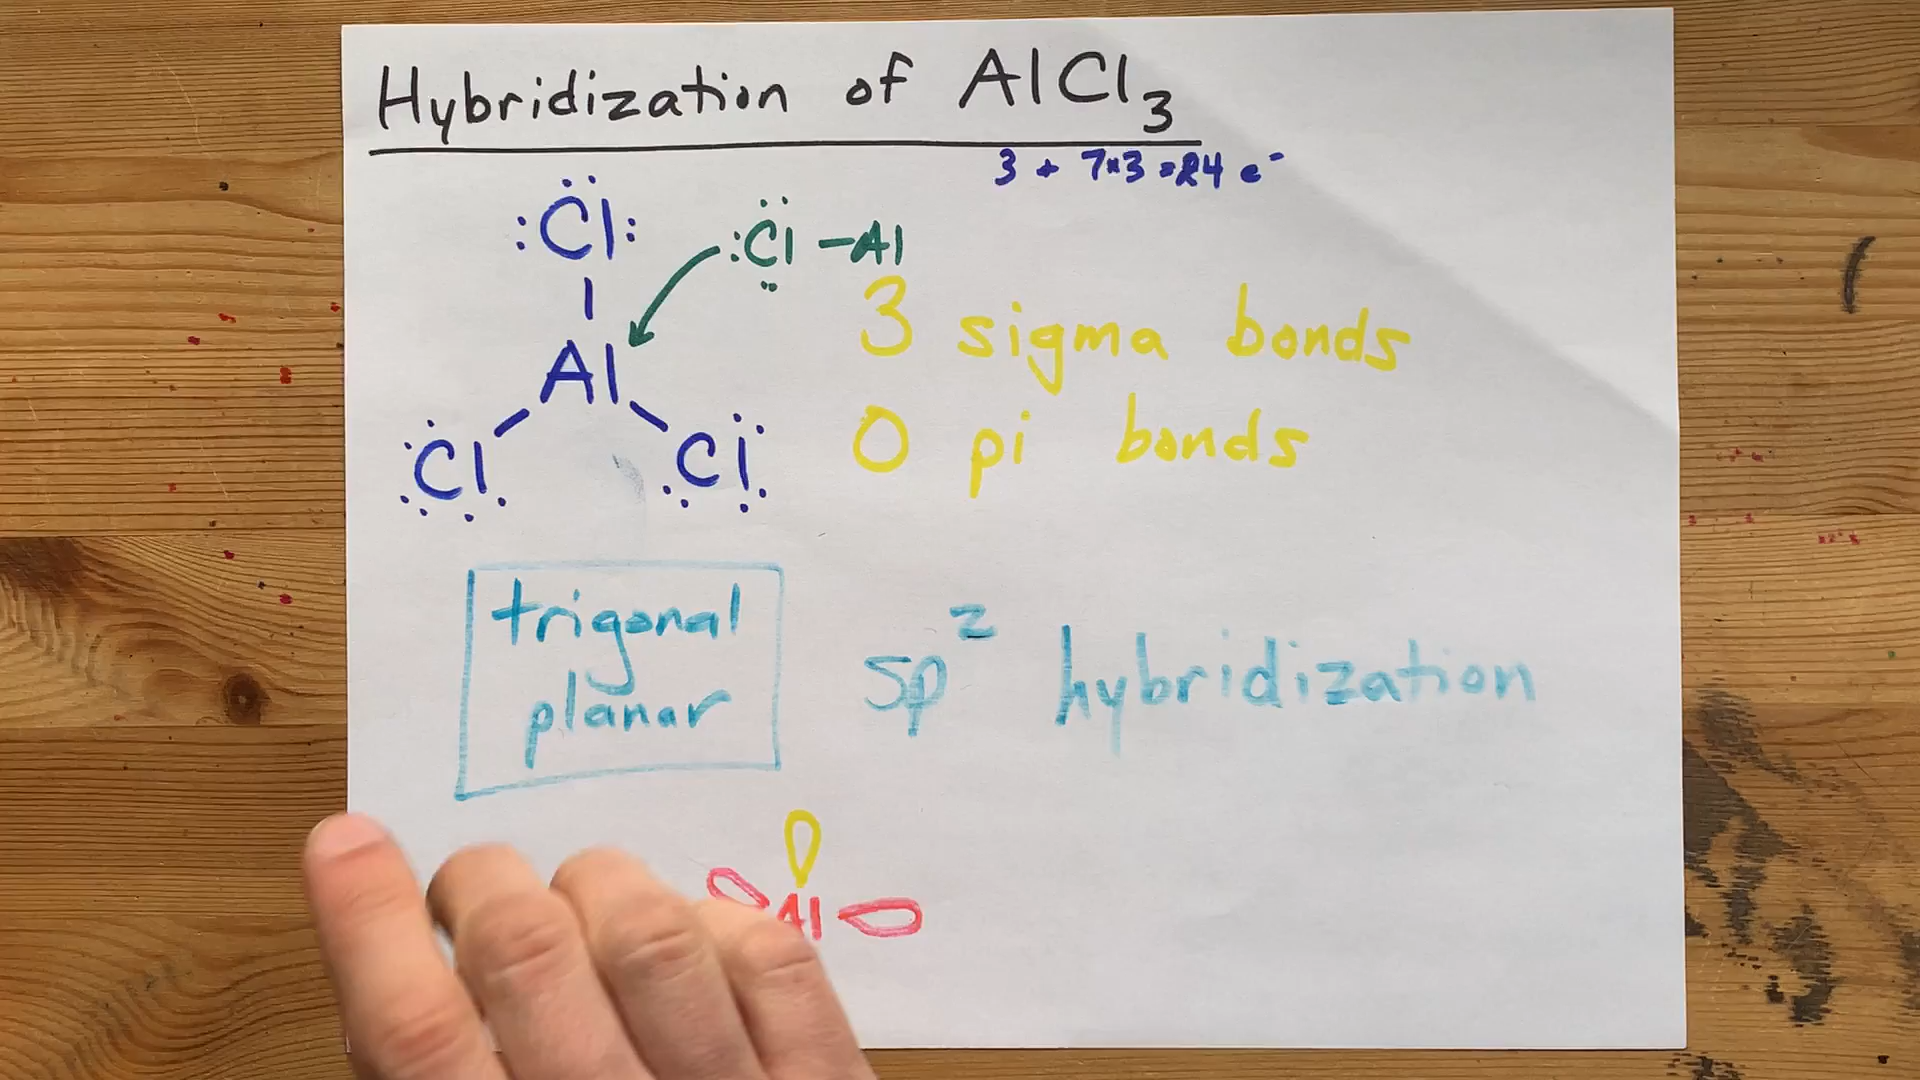 Hybridization of AlCl3
3 + 7×3 = 24 e⁻
:Cl:
:Cl – Al
3 sigma bonds
Al
0 pi bonds
Cl Cl
trigonal
planar
sp² hybridization
Al